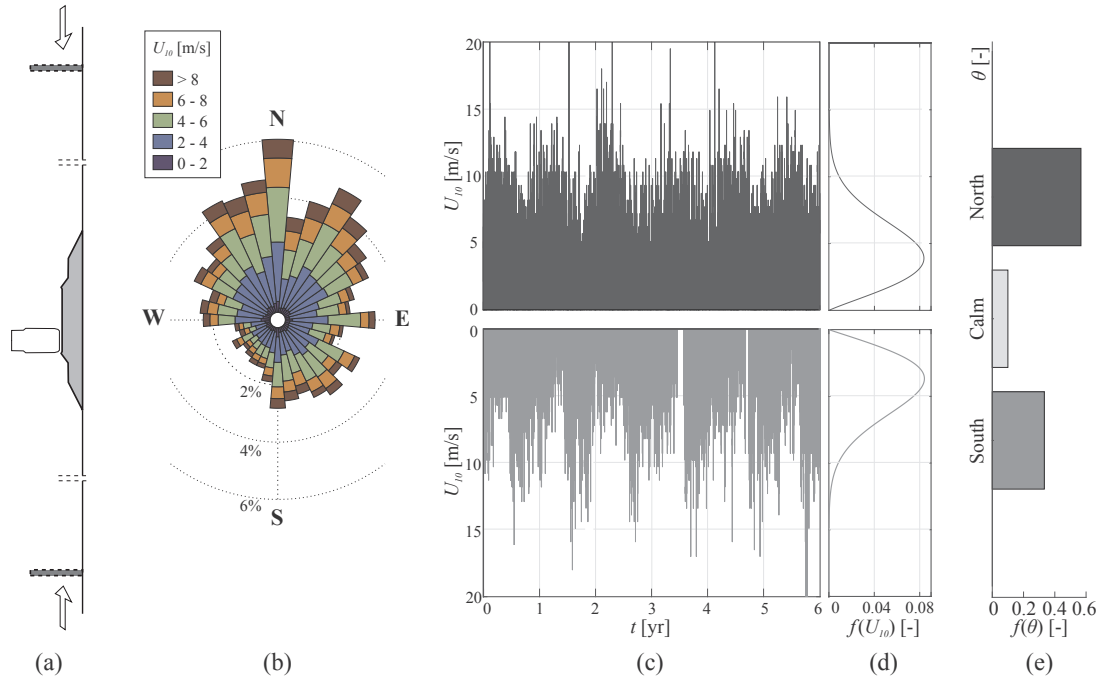 U10 [m/s]
> 8
6 - 8
4 - 6
2 - 4
0 - 2
N
W
E
S
2%
4%
6%
20
15
10
5
0
U10 [m/s]
0
5
10
15
20
U10 [m/s]
0 1 2 3 4 5 6
t [yr]
0 0.04 0.08
f(U10) [-]
θ [-]
North
Calm
South
0 0.2 0.4 0.6
f(θ) [-]
(a) (b) (c) (d) (e)